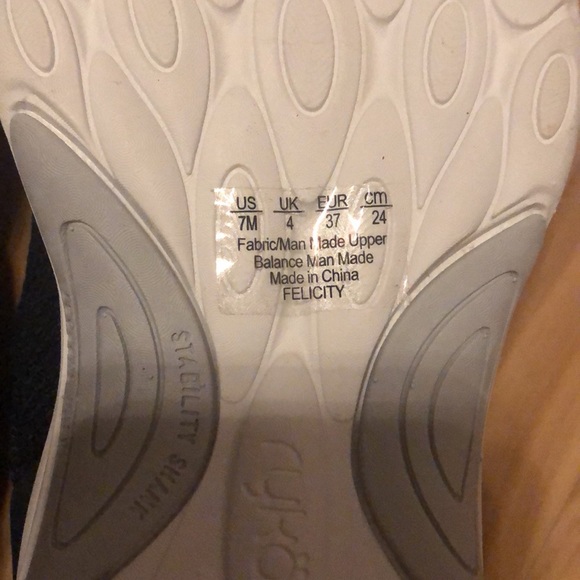 US UK EUR cm
7M 4 37 24
Fabric/Man Made Upper
Balance Man Made
Made in China
FELICITY
STABILITY SHANK
rykä